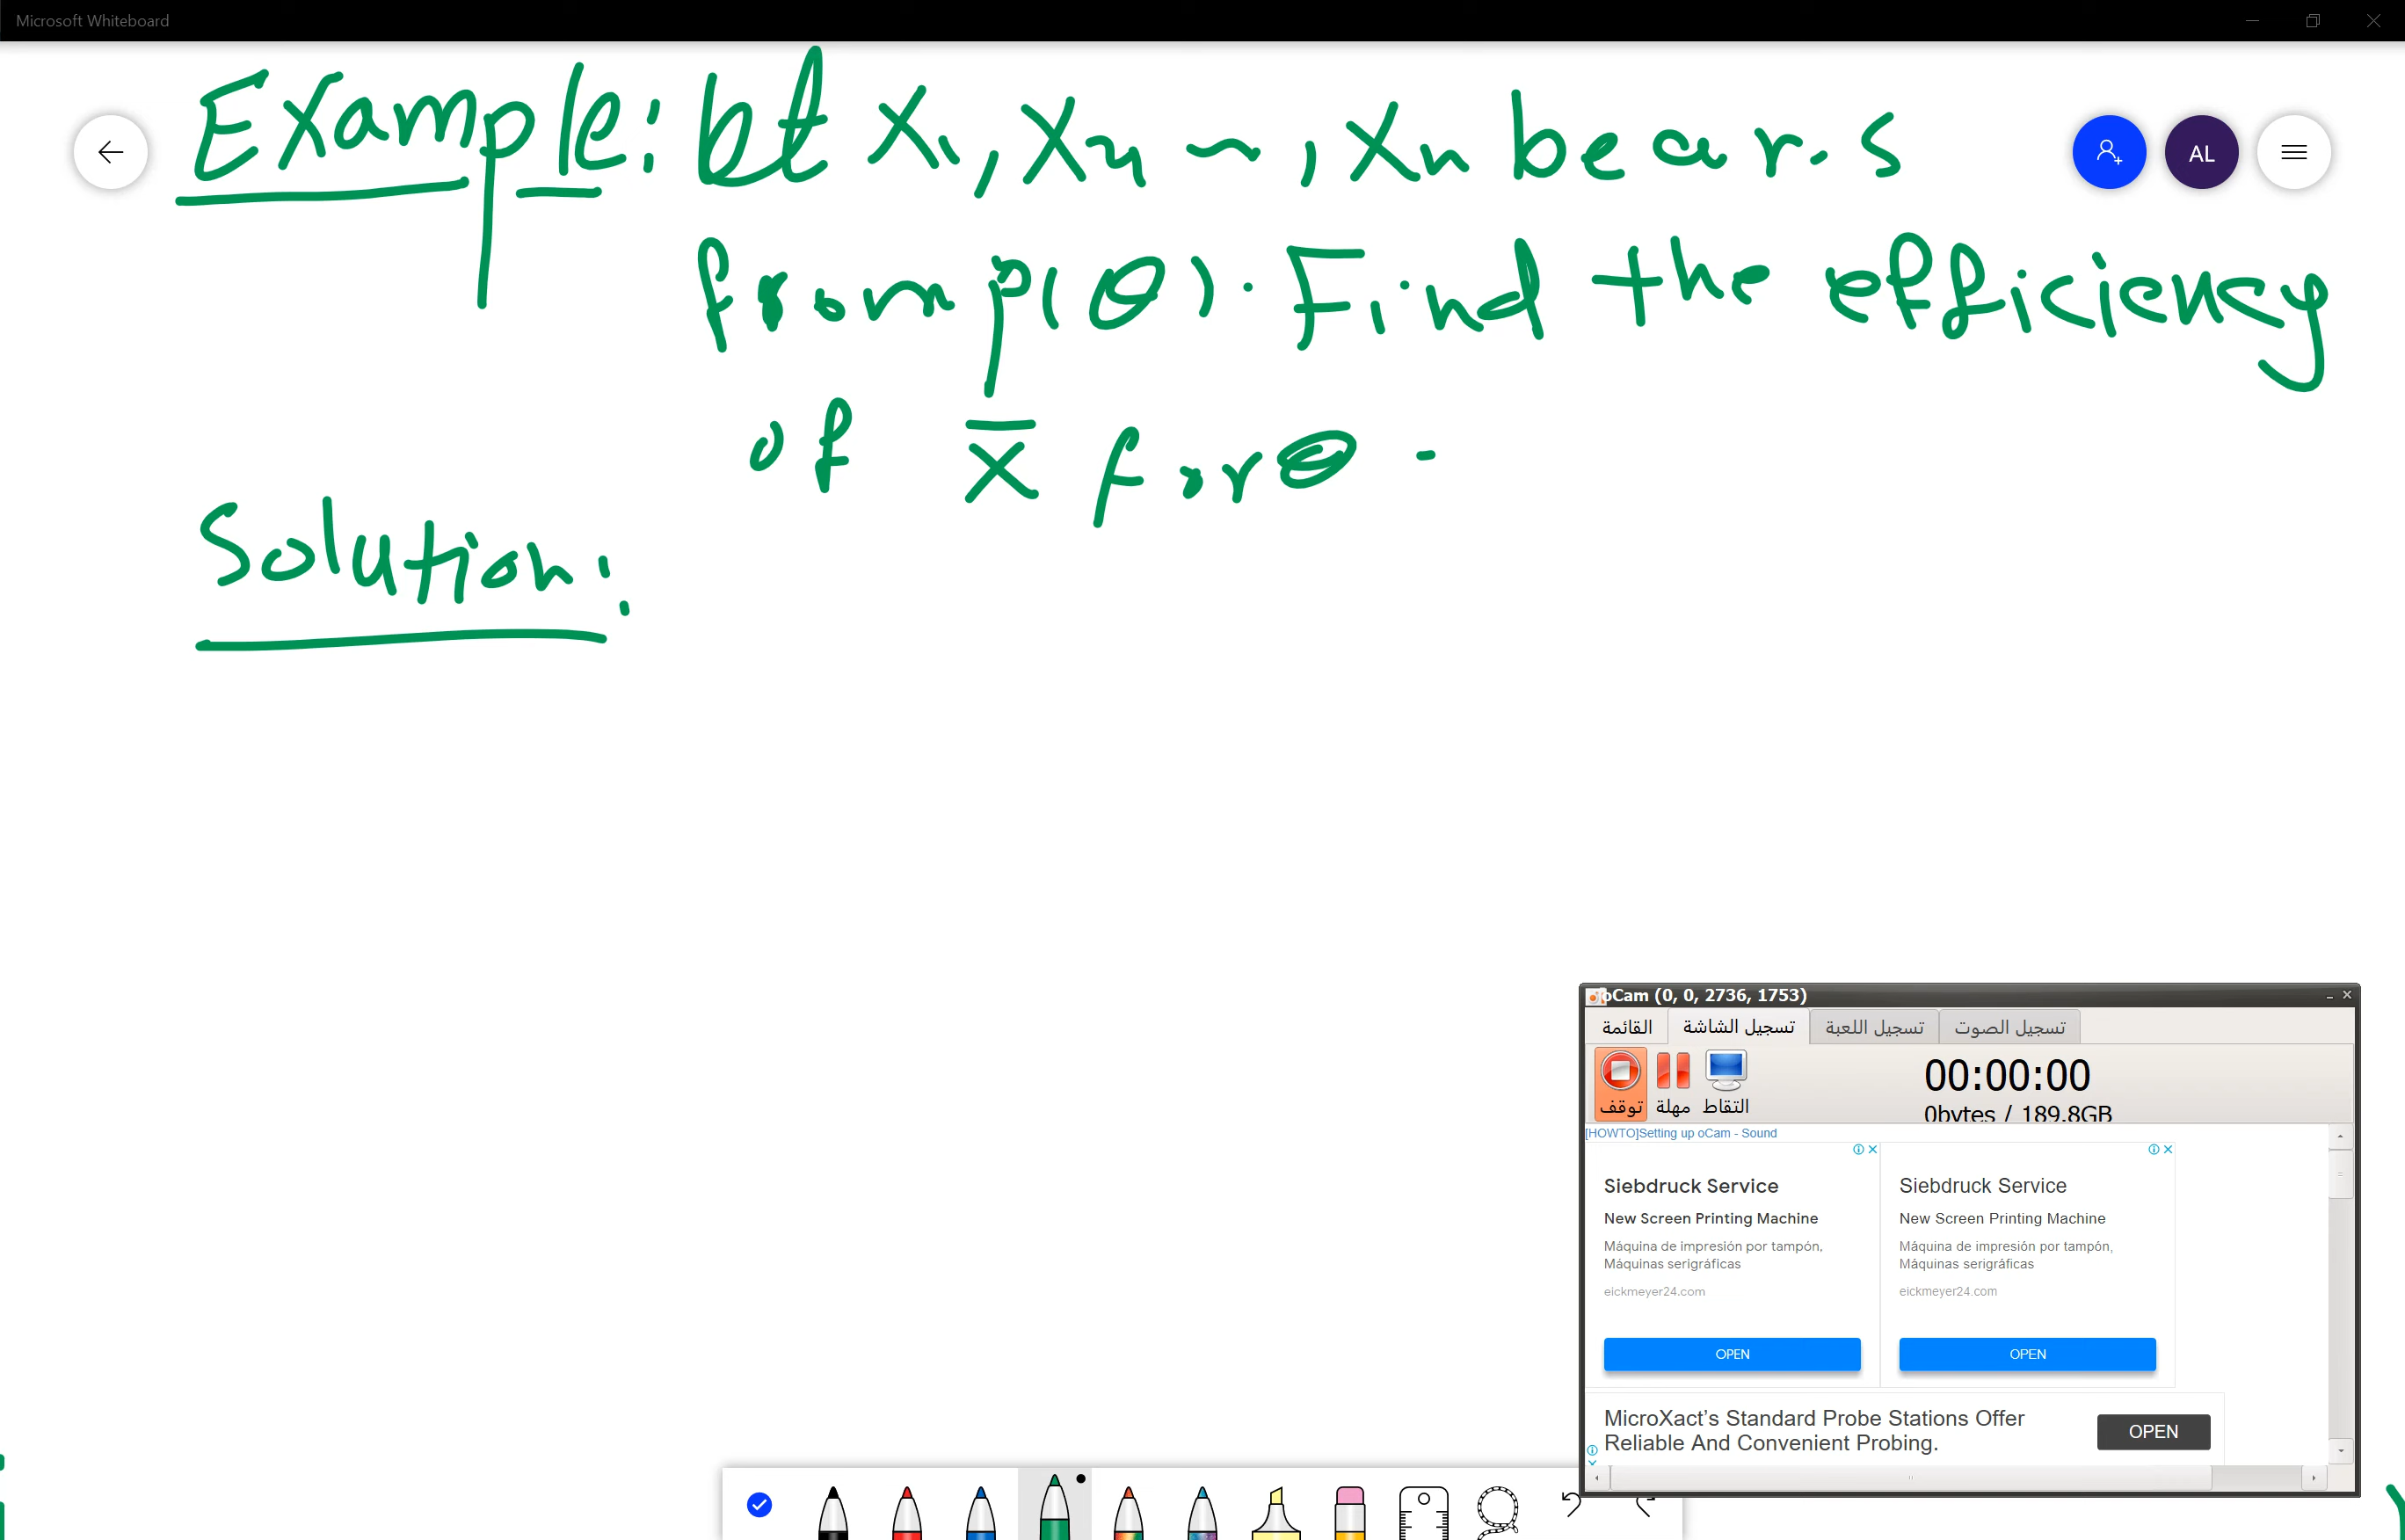 Microsoft Whiteboard
Example: let X1, X2, ~, Xn be a r.s
from p(θ). Find the efficiency
of X̄ for θ.
Solution:
AL
oCam (0, 0, 2736, 1753)
القائمة تسجيل الشاشة تسجيل اللعبة تسجيل الصوت
توقف مهلة التقاط
00:00:00
0bytes / 189.8GB
[HOWTO]Setting up oCam - Sound
Siebdruck Service
New Screen Printing Machine
Máquina de impresión por tampón,
Máquinas serigráficas
eickmeyer24.com
OPEN
Siebdruck Service
New Screen Printing Machine
Máquina de impresión por tampón,
Máquinas serigráficas
eickmeyer24.com
OPEN
MicroXact's Standard Probe Stations Offer
Reliable And Convenient Probing.
OPEN